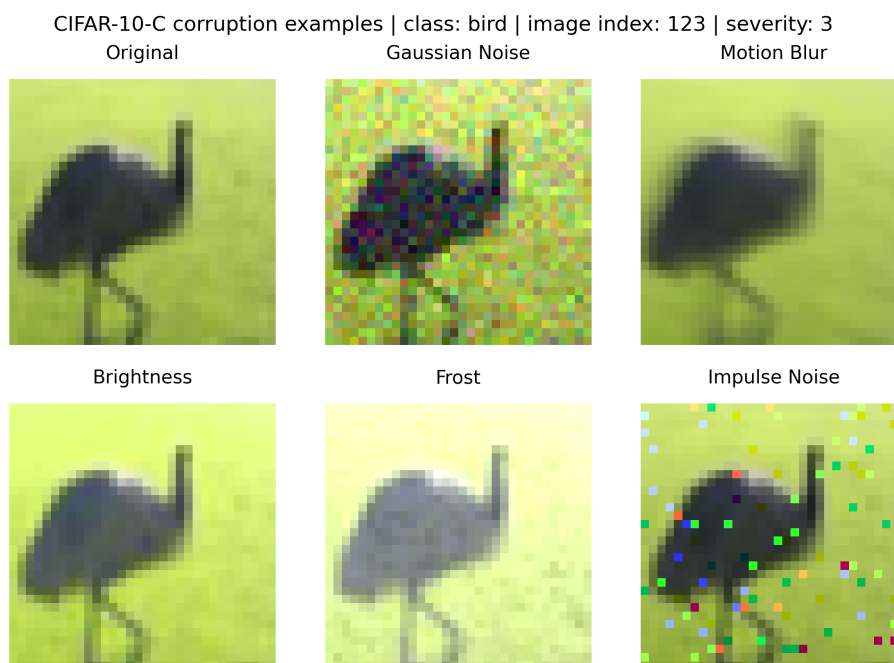 CIFAR-10-C corruption examples | class: bird | image index: 123 | severity: 3
Original
Gaussian Noise
Motion Blur
Brightness
Frost
Impulse Noise